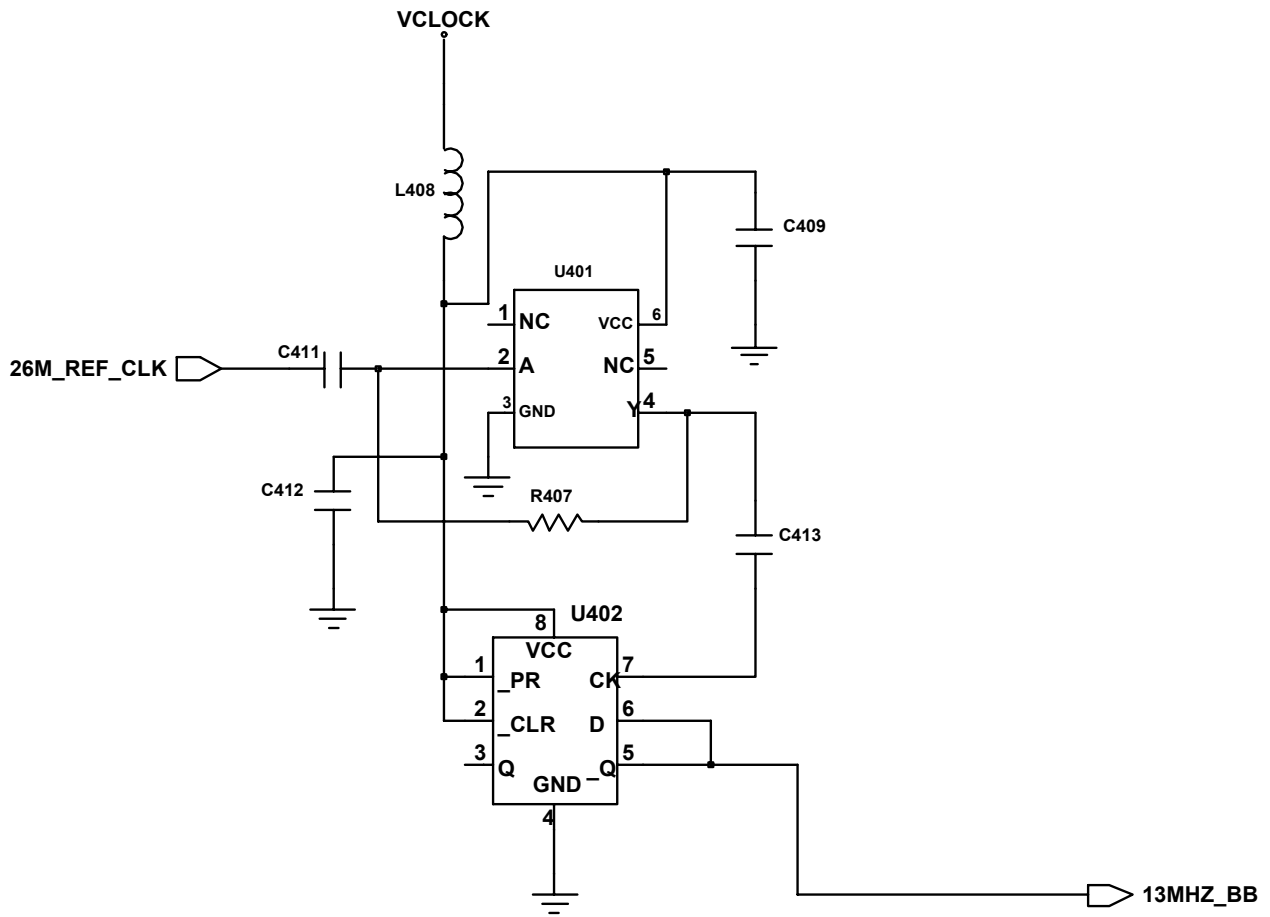 VCLOCK
L408
C409
U401
1 NC
VCC 6
26M_REF_CLK
C411
2 A
NC 5
3 GND
Y 4
C412
R407
C413
U402
8
VCC
1 _PR
CK 7
2 _CLR
D 6
3 Q
_Q 5
GND
4
13MHZ_BB